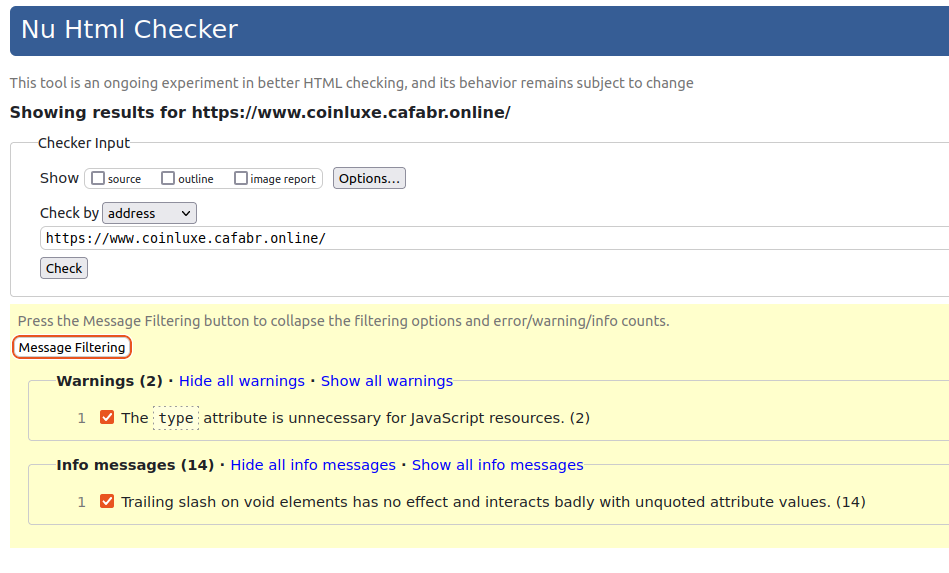 Nu Html Checker
This tool is an ongoing experiment in better HTML checking, and its behavior remains subject to change
Showing results for https://www.coinluxe.cafabr.online/
Checker Input
Show source outline image report Options...
Check by address
https://www.coinluxe.cafabr.online/
Check
Press the Message Filtering button to collapse the filtering options and error/warning/info counts.
Message Filtering
Warnings (2) · Hide all warnings · Show all warnings
1 The type attribute is unnecessary for JavaScript resources. (2)
Info messages (14) · Hide all info messages · Show all info messages
1 Trailing slash on void elements has no effect and interacts badly with unquoted attribute values. (14)